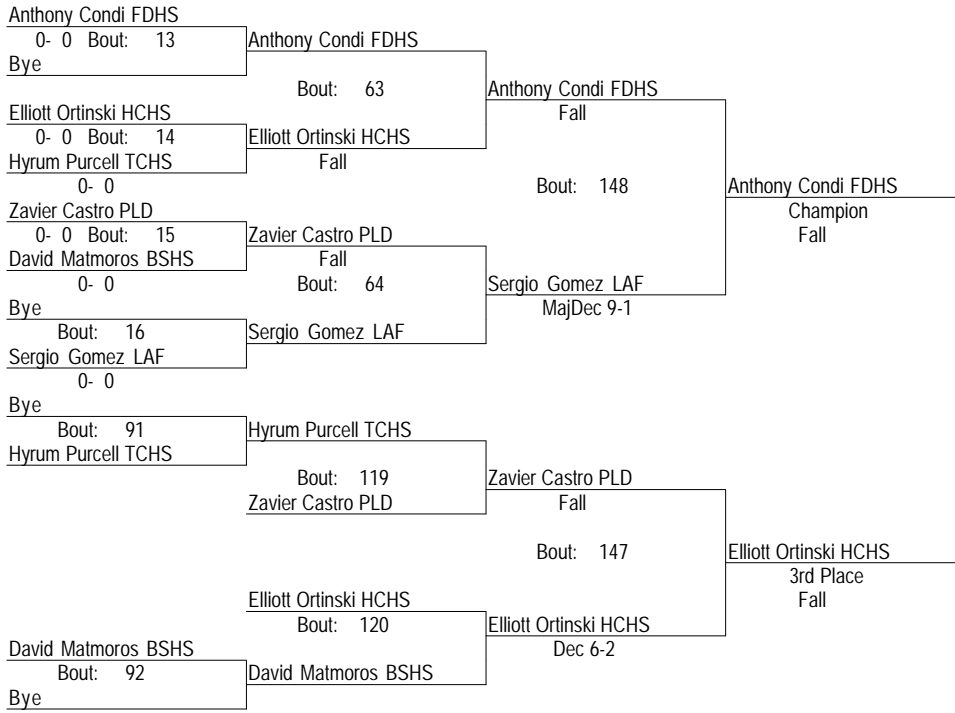 Anthony Condi FDHS
0- 0 Bout: 13
Anthony Condi FDHS
Bye
Bout: 63
Anthony Condi FDHS
Elliott Ortinski HCHS
Fall
0- 0 Bout: 14
Elliott Ortinski HCHS
Hyrum Purcell TCHS
Fall
0- 0
Bout: 148
Anthony Condi FDHS
Zavier Castro PLD
Champion
0- 0 Bout: 15
Zavier Castro PLD
Fall
David Matmoros BSHS
Fall
0- 0
Bout: 64
Sergio Gomez LAF
Bye
MajDec 9-1
Bout: 16
Sergio Gomez LAF
Sergio Gomez LAF
0- 0
Bye
Bout: 91
Hyrum Purcell TCHS
Hyrum Purcell TCHS
Bout: 119
Zavier Castro PLD
Zavier Castro PLD
Fall
Bout: 147
Elliott Ortinski HCHS
3rd Place
Elliott Ortinski HCHS
Fall
Bout: 120
Elliott Ortinski HCHS
David Matmoros BSHS
Dec 6-2
Bout: 92
David Matmoros BSHS
Bye